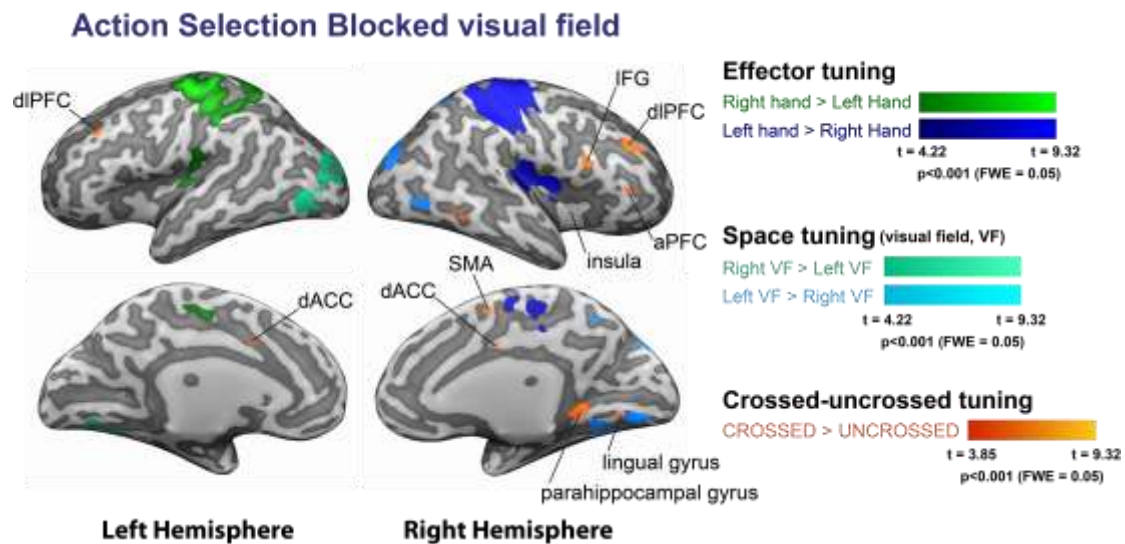 Action Selection Blocked visual field
dlPFC
IFG
dlPFC
aPFC
insula
SMA
dACC
dACC
lingual gyrus
parahippocampal gyrus
Left Hemisphere
Right Hemisphere
Effector tuning
Right hand > Left Hand
Left hand > Right Hand
t = 4.22 t = 9.32
p<0.001 (FWE = 0.05)
Space tuning (visual field, VF)
Right VF > Left VF
Left VF > Right VF
t = 4.22 t = 9.32
p<0.001 (FWE = 0.05)
Crossed-uncrossed tuning
CROSSED > UNCROSSED
t = 3.85 t = 9.32
p<0.001 (FWE = 0.05)